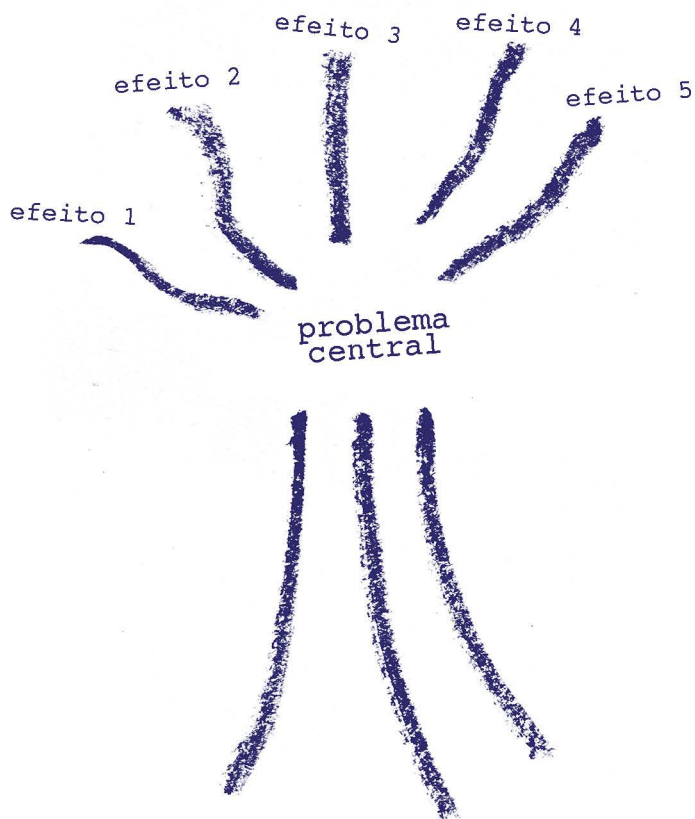 efeito 1
efeito 2
efeito 3
efeito 4
efeito 5
problema
central